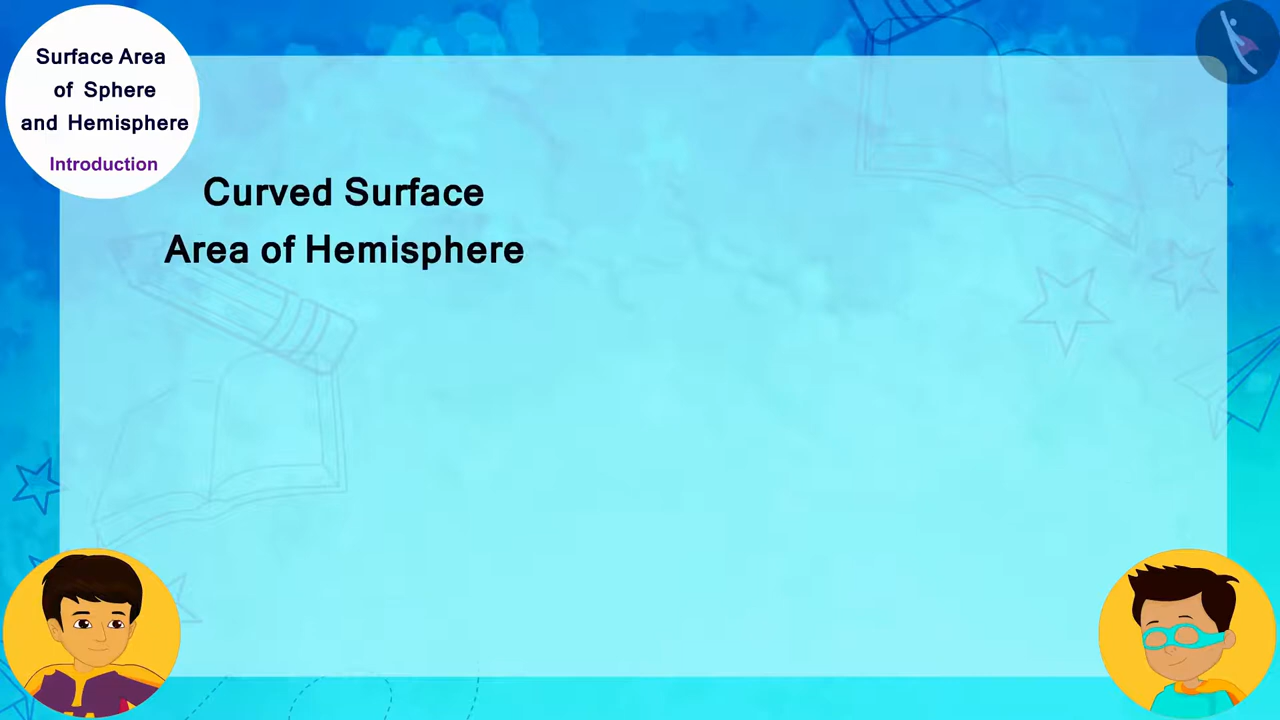 Surface Area
of Sphere
and Hemisphere
Introduction
Curved Surface
Area of Hemisphere